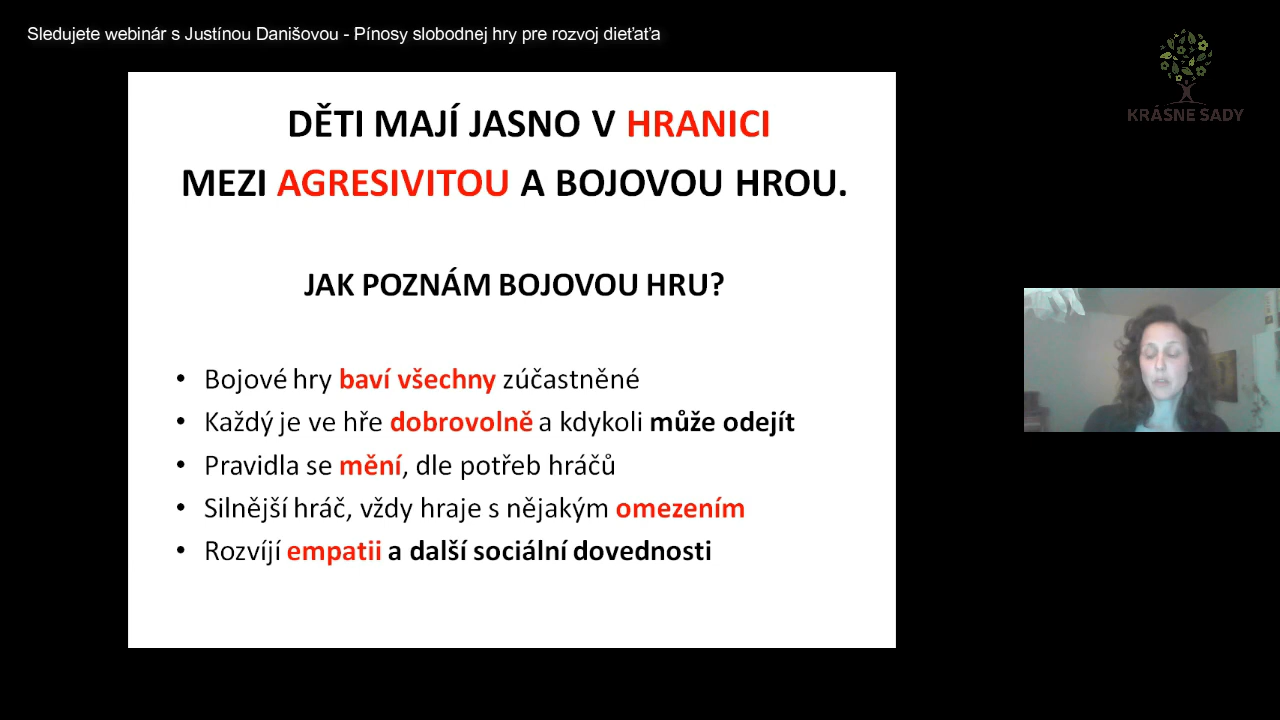 Sledujete webinár s Justínou Danišovou - Pínosy slobodnej hry pre rozvoj dieťaťa
KRÁSNE SADY
DĚTI MAJÍ JASNO V HRANICI
MEZI AGRESIVITOU A BOJOVOU HROU.
JAK POZNÁM BOJOVOU HRU?
• Bojové hry baví všechny zúčastněné
• Každý je ve hře dobrovolně a kdykoli může odejít
• Pravidla se mění, dle potřeb hráčů
• Silnější hráč, vždy hraje s nějakým omezením
• Rozvíjí empatii a další sociální dovednosti